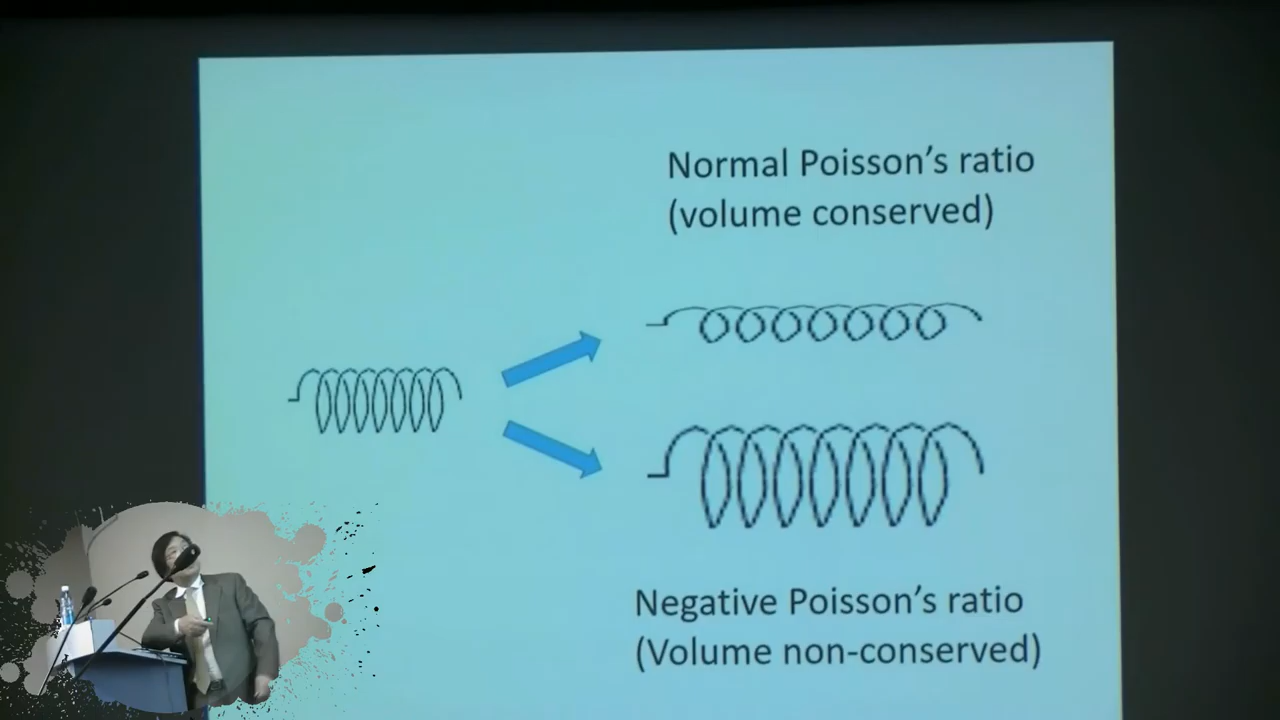 Normal Poisson’s ratio
(volume conserved)
Negative Poisson’s ratio
(Volume non-conserved)